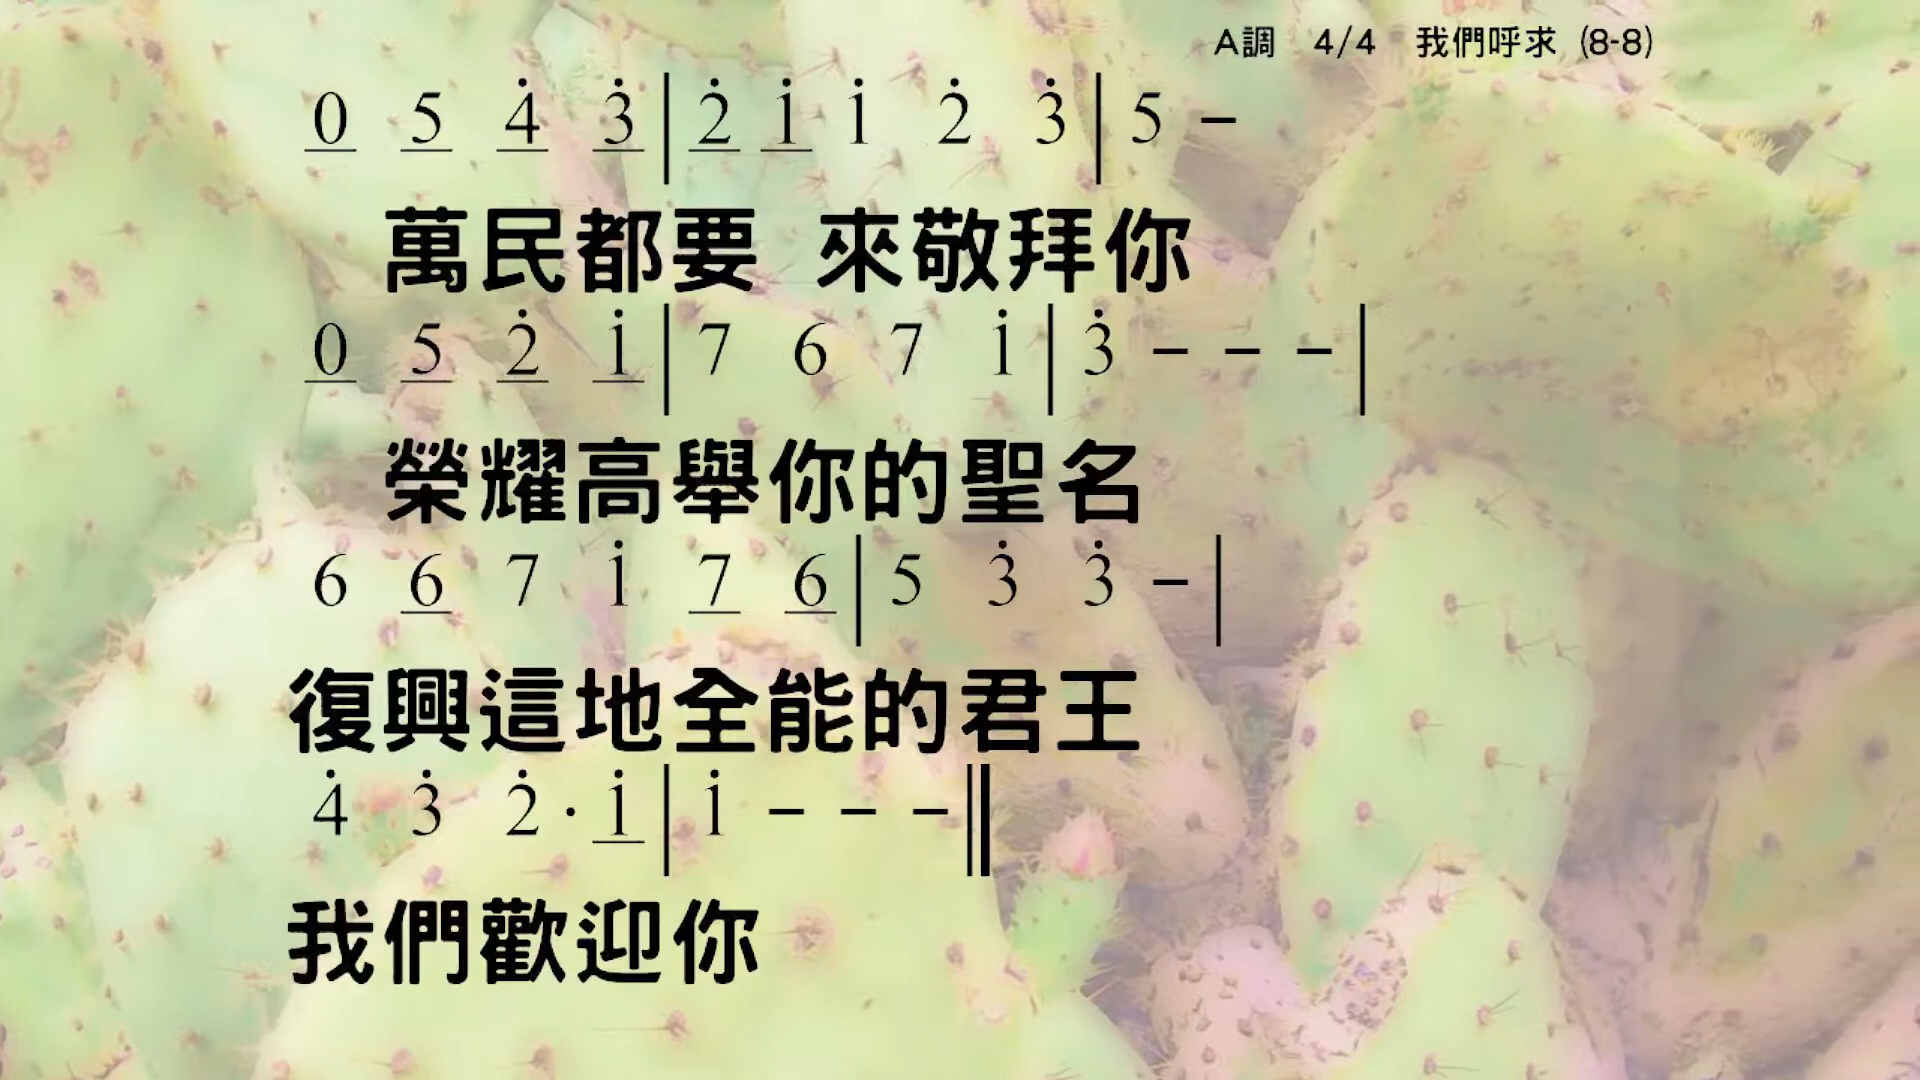 A調 4/4 我們呼求 (8-8)
0 5 4̇ 3̇ | 2̇ 1̇ 1̇ 2̇ 3̇ | 5 –
萬民都要 來敬拜你
0 5 2̇ 1̇ | 7 6 7 1̇ | 3̇ – – – |
榮耀高舉你的聖名
6 6 7 1̇ 7 6 | 5 3̇ 3̇ – |
復興這地全能的君王
4̇ 3̇ 2̇ · 1̇ | 1̇ – – – ‖
我們歡迎你